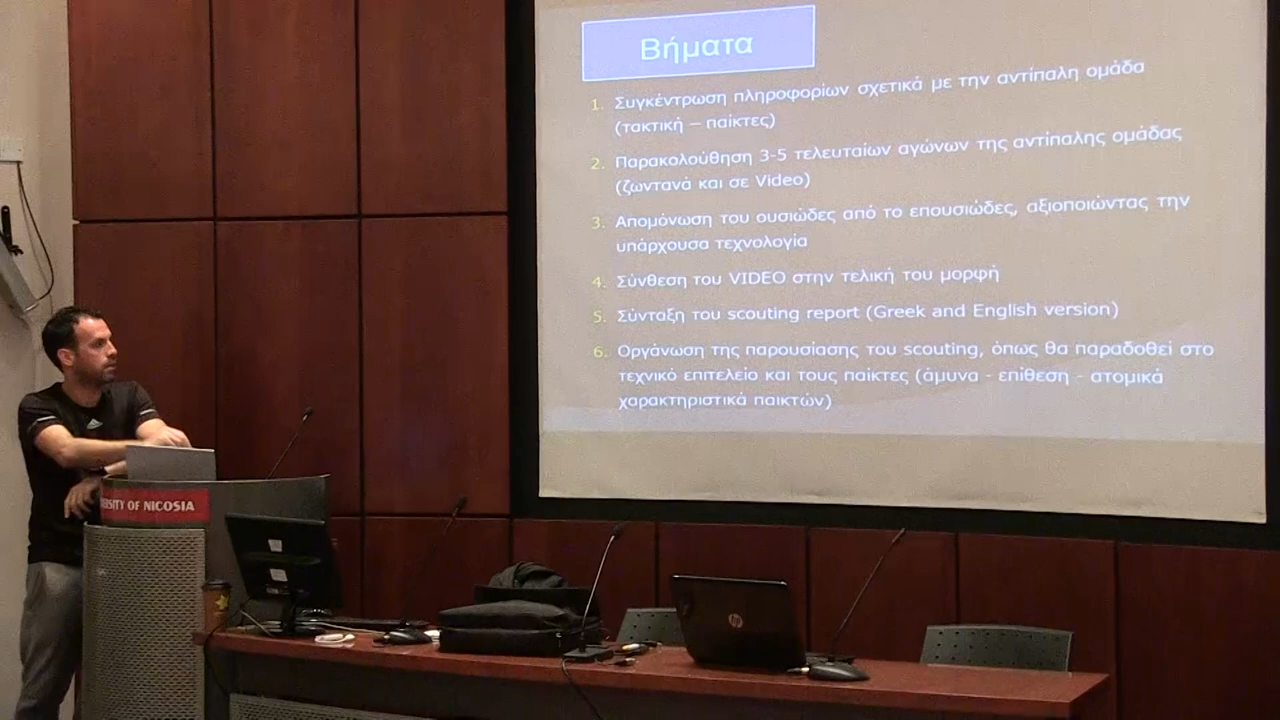 Βήματα
1. Συγκέντρωση πληροφορίων σχετικά με την αντίπαλη ομάδα
(τακτική – παίκτες)
2. Παρακολούθηση 3-5 τελευταίων αγώνων της αντίπαλης ομάδας
(ζωντανά και σε Video)
3. Απομόνωση του ουσιώδες από το επουσιώδες, αξιοποιώντας την
υπάρχουσα τεχνολογία
4. Σύνθεση του VIDEO στην τελική του μορφή
5. Σύνταξη του scouting report (Greek and English version)
6. Οργάνωση της παρουσίασης του scouting, όπως θα παραδοθεί στο
τεχνικό επιτελείο και τους παίκτες (άμυνα - επίθεση - ατομικά
χαρακτηριστικά παικτών)
ERSITY OF NICOSIA
hp